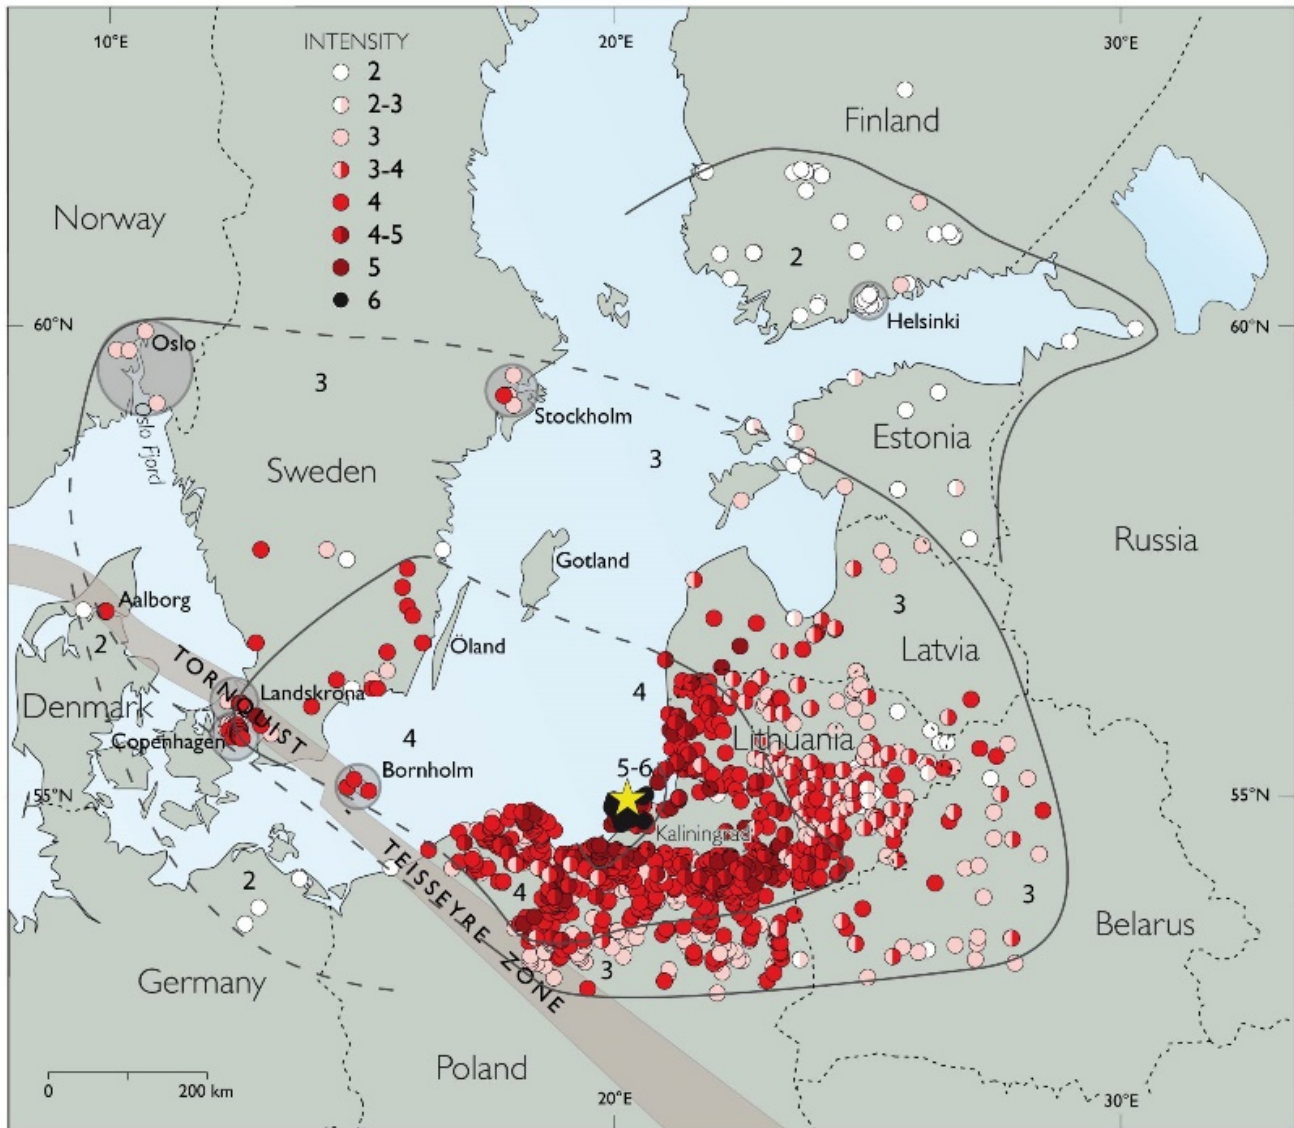 10°E
20°E
30°E
INTENSITY
2
2-3
3
3-4
4
4-5
5
6
Finland
Norway
2
Helsinki
60°N
60°N
Oslo
Oslo Fjord
3
Stockholm
Estonia
3
Sweden
Russia
Gotland
Aalborg
2
3
Latvia
Öland
TORNQUIST
Landskrona
4
Denmark
Copenhagen
4
Lithuania
Bornholm
5-6
55°N
55°N
Kaliningrad
TEISSEYRE ZONE
2
4
3
Belarus
3
Germany
Poland
0
200 km
20°E
30°E